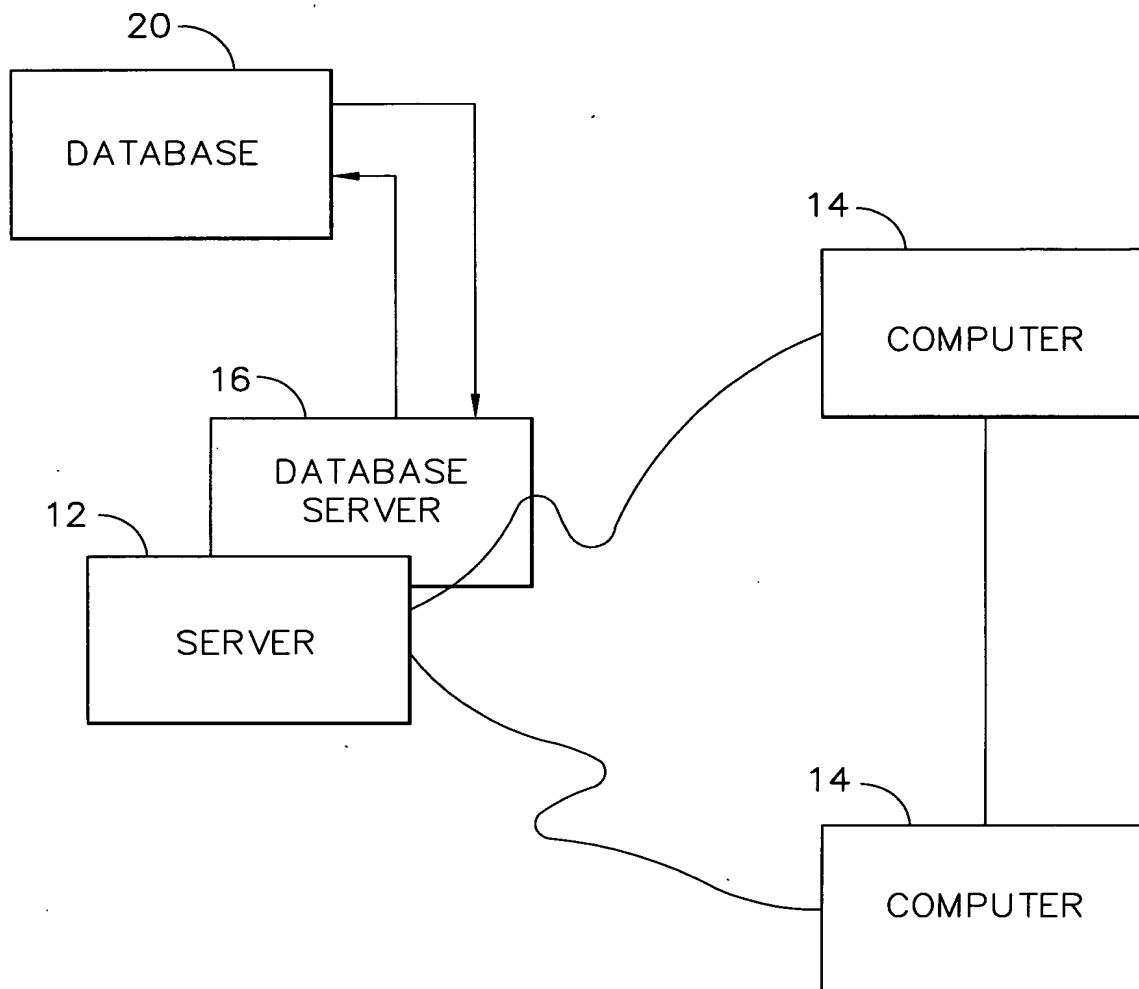 20
DATABASE
14
COMPUTER
16
DATABASE
SERVER
12
SERVER
14
COMPUTER